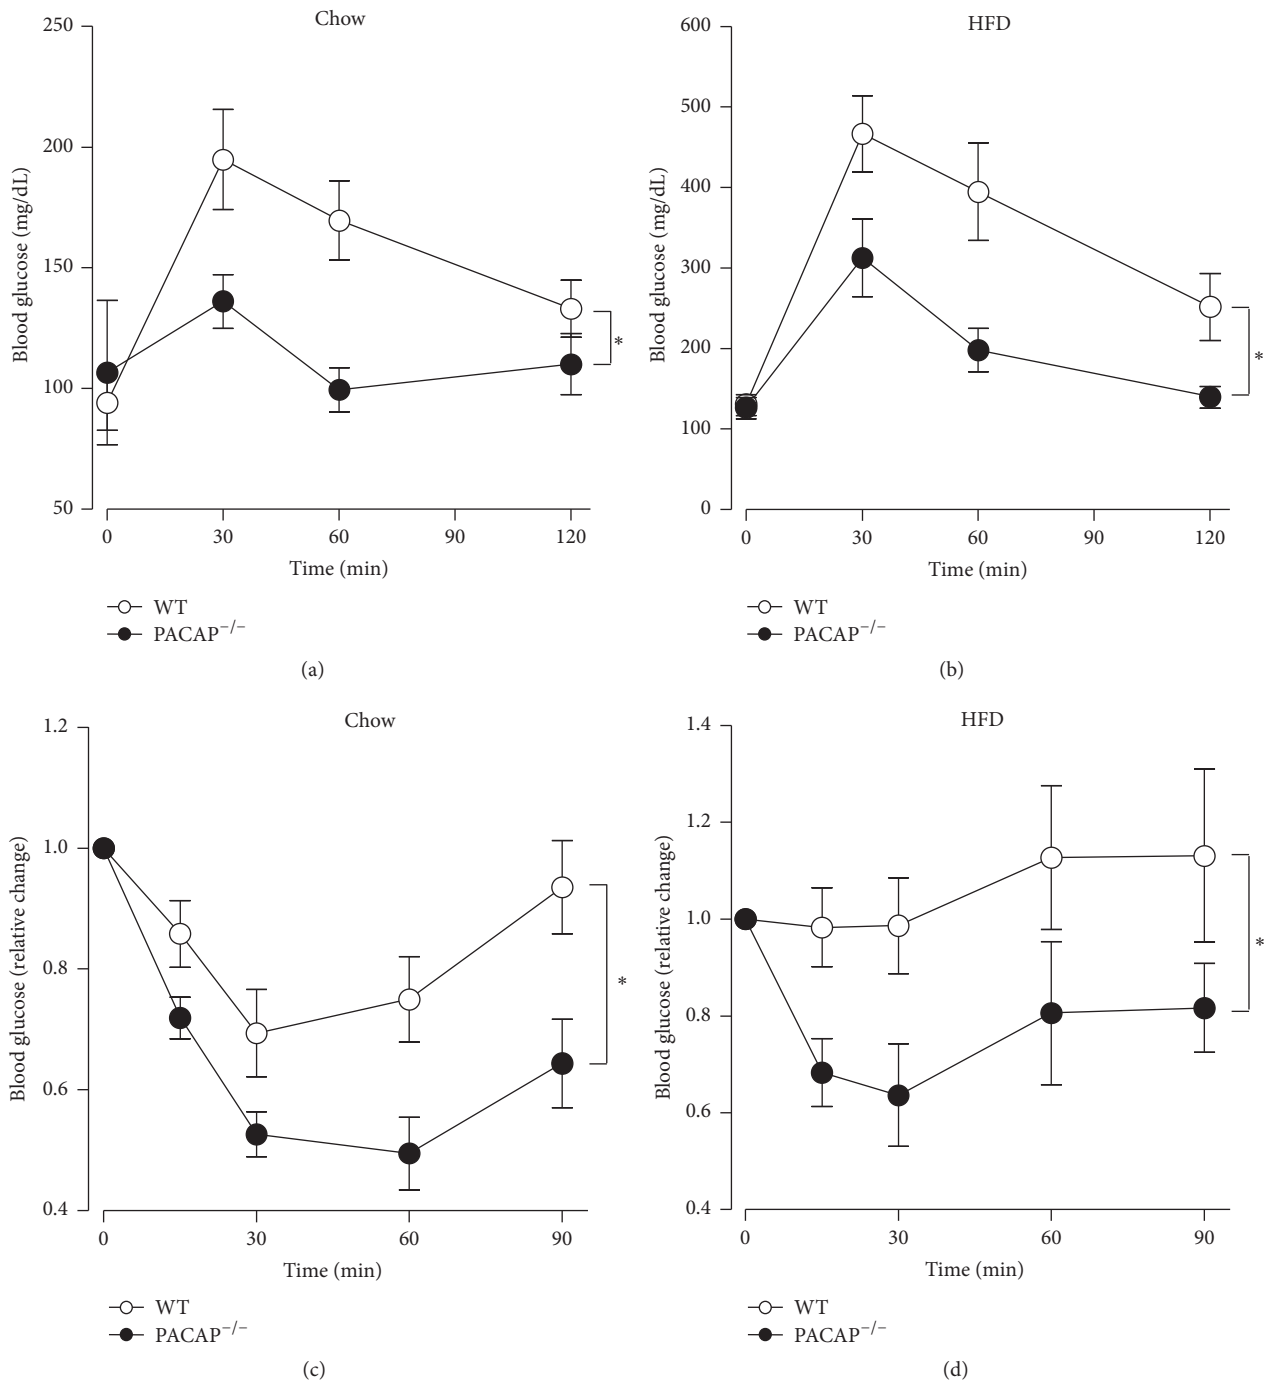 Chow
250
200
150
100
50
Blood glucose (mg/dL)
0 30 60 90 120
Time (min)
*
WT
PACAP−/−
(a)
HFD
600
500
400
300
200
100
0
Blood glucose (mg/dL)
0 30 60 90 120
Time (min)
*
WT
PACAP−/−
(b)
Chow
1.2
1.0
0.8
0.6
0.4
Blood glucose (relative change)
0 30 60 90
Time (min)
*
WT
PACAP−/−
(c)
HFD
1.4
1.2
1.0
0.8
0.6
0.4
Blood glucose (relative change)
0 30 60 90
Time (min)
*
WT
PACAP−/−
(d)